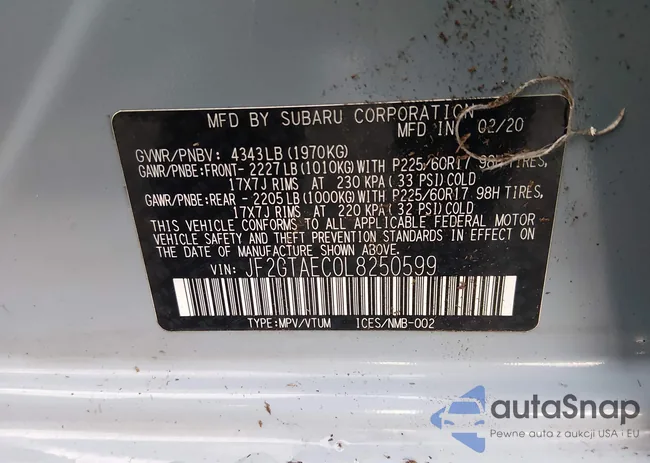 MFD BY SUBARU CORPORATION
MFD IN 02/20
GVWR/PNBV: 4343LB(1970KG)
GAWR/PNBE:FRONT- 2227LB(1010KG)WITH P225/60R17 98H TIRES,
17X7J RIMS AT 230 KPA(33 PSI)COLD
GAWR/PNBE:REAR - 2205LB(1000KG)WITH P225/60R17 98H TIRES,
17X7J RIMS AT 220 KPA(32 PSI)COLD
THIS VEHICLE CONFORMS TO ALL APPLICABLE FEDERAL MOTOR
VEHICLE SAFETY AND THEFT PREVENTION STANDARDS IN EFFECT ON
THE DATE OF MANUFACTURE SHOWN ABOVE.
VIN: JF2GTAEC0L8250599
TYPE:MPV/VTUM ICES/NMB-002
autaSnap
Pewne auta z aukcji USA i EU